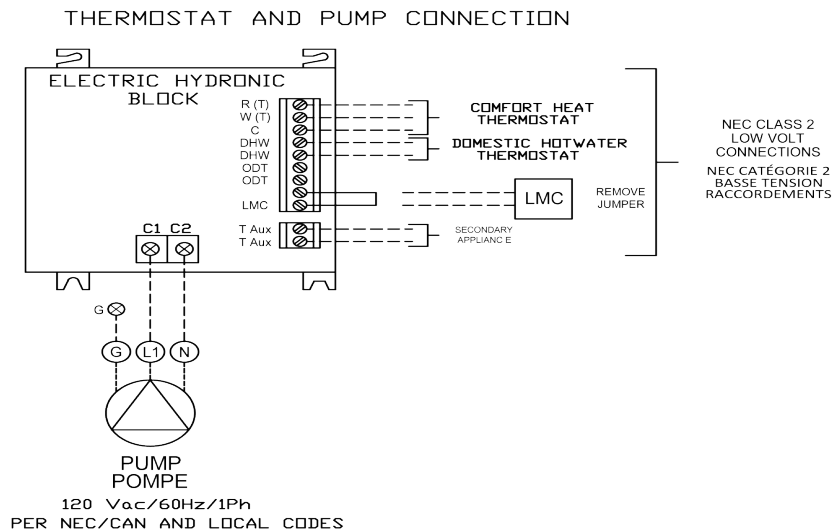 THERMOSTAT AND PUMP CONNECTION
ELECTRIC HYDRONIC
BLOCK
R (T)
W (T)
C
DHW
DHW
ODT
ODT
LMC
T Aux
T Aux
C1 C2
COMFORT HEAT
THERMOSTAT
DOMESTIC HOTWATER
THERMOSTAT
LMC
REMOVE
JUMPER
SECONDARY
APPLIANC E
NEC CLASS 2
LOW VOLT
CONNECTIONS
NEC CATÉGORIE 2
BASSE TENSION
RACCORDEMENTS
G
G
L1
N
PUMP
POMPE
120 Vac/60Hz/1Ph
PER NEC/CAN AND LOCAL CODES